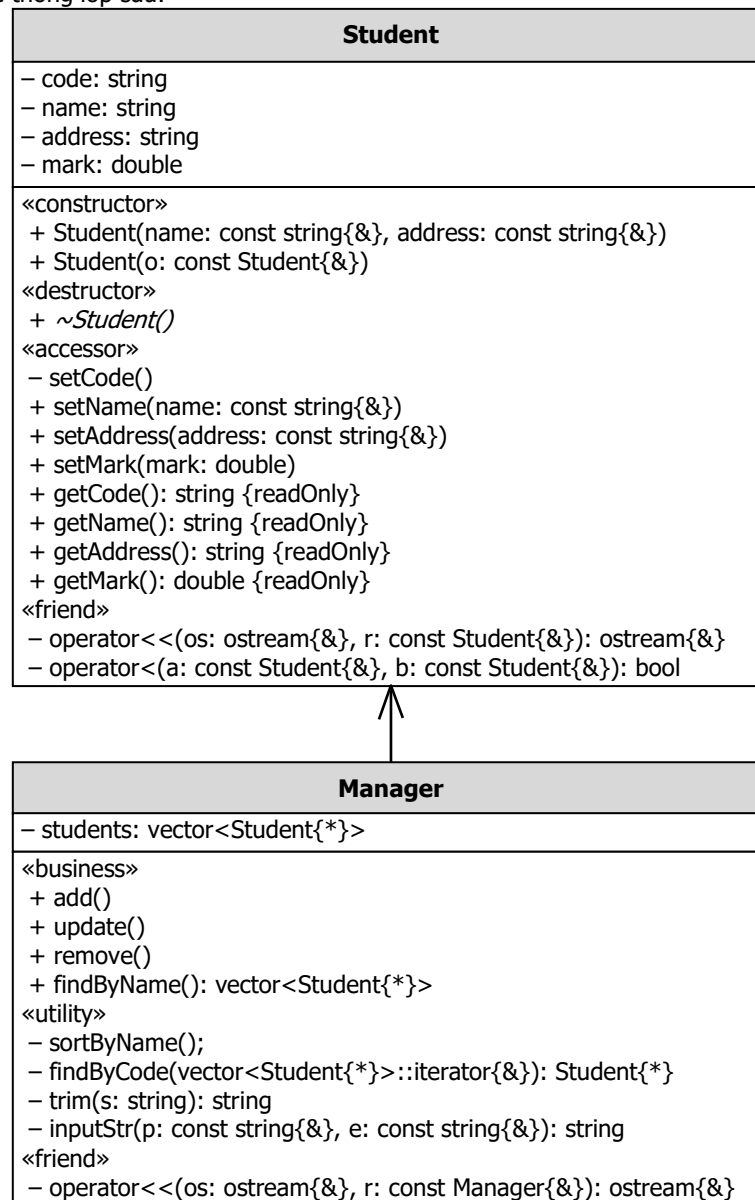 Student
– code: string
– name: string
– address: string
– mark: double
«constructor»
+ Student(name: const string{&}, address: const string{&})
+ Student(o: const Student{&})
«destructor»
+ ~Student()
«accessor»
– setCode()
+ setName(name: const string{&})
+ setAddress(address: const string{&})
+ setMark(mark: double)
+ getCode(): string {readOnly}
+ getName(): string {readOnly}
+ getAddress(): string {readOnly}
+ getMark(): double {readOnly}
«friend»
– operator<<(os: ostream{&}, r: const Student{&}): ostream{&}
– operator<(a: const Student{&}, b: const Student{&}): bool
Manager
– students: vector<Student{*}>
«business»
+ add()
+ update()
+ remove()
+ findByName(): vector<Student{*}>
«utility»
– sortByName();
– findByCode(vector<Student{*}>::iterator{&}): Student{*}
– trim(s: string): string
– inputStr(p: const string{&}, e: const string{&}): string
«friend»
– operator<<(os: ostream{&}, r: const Manager{&}): ostream{&}